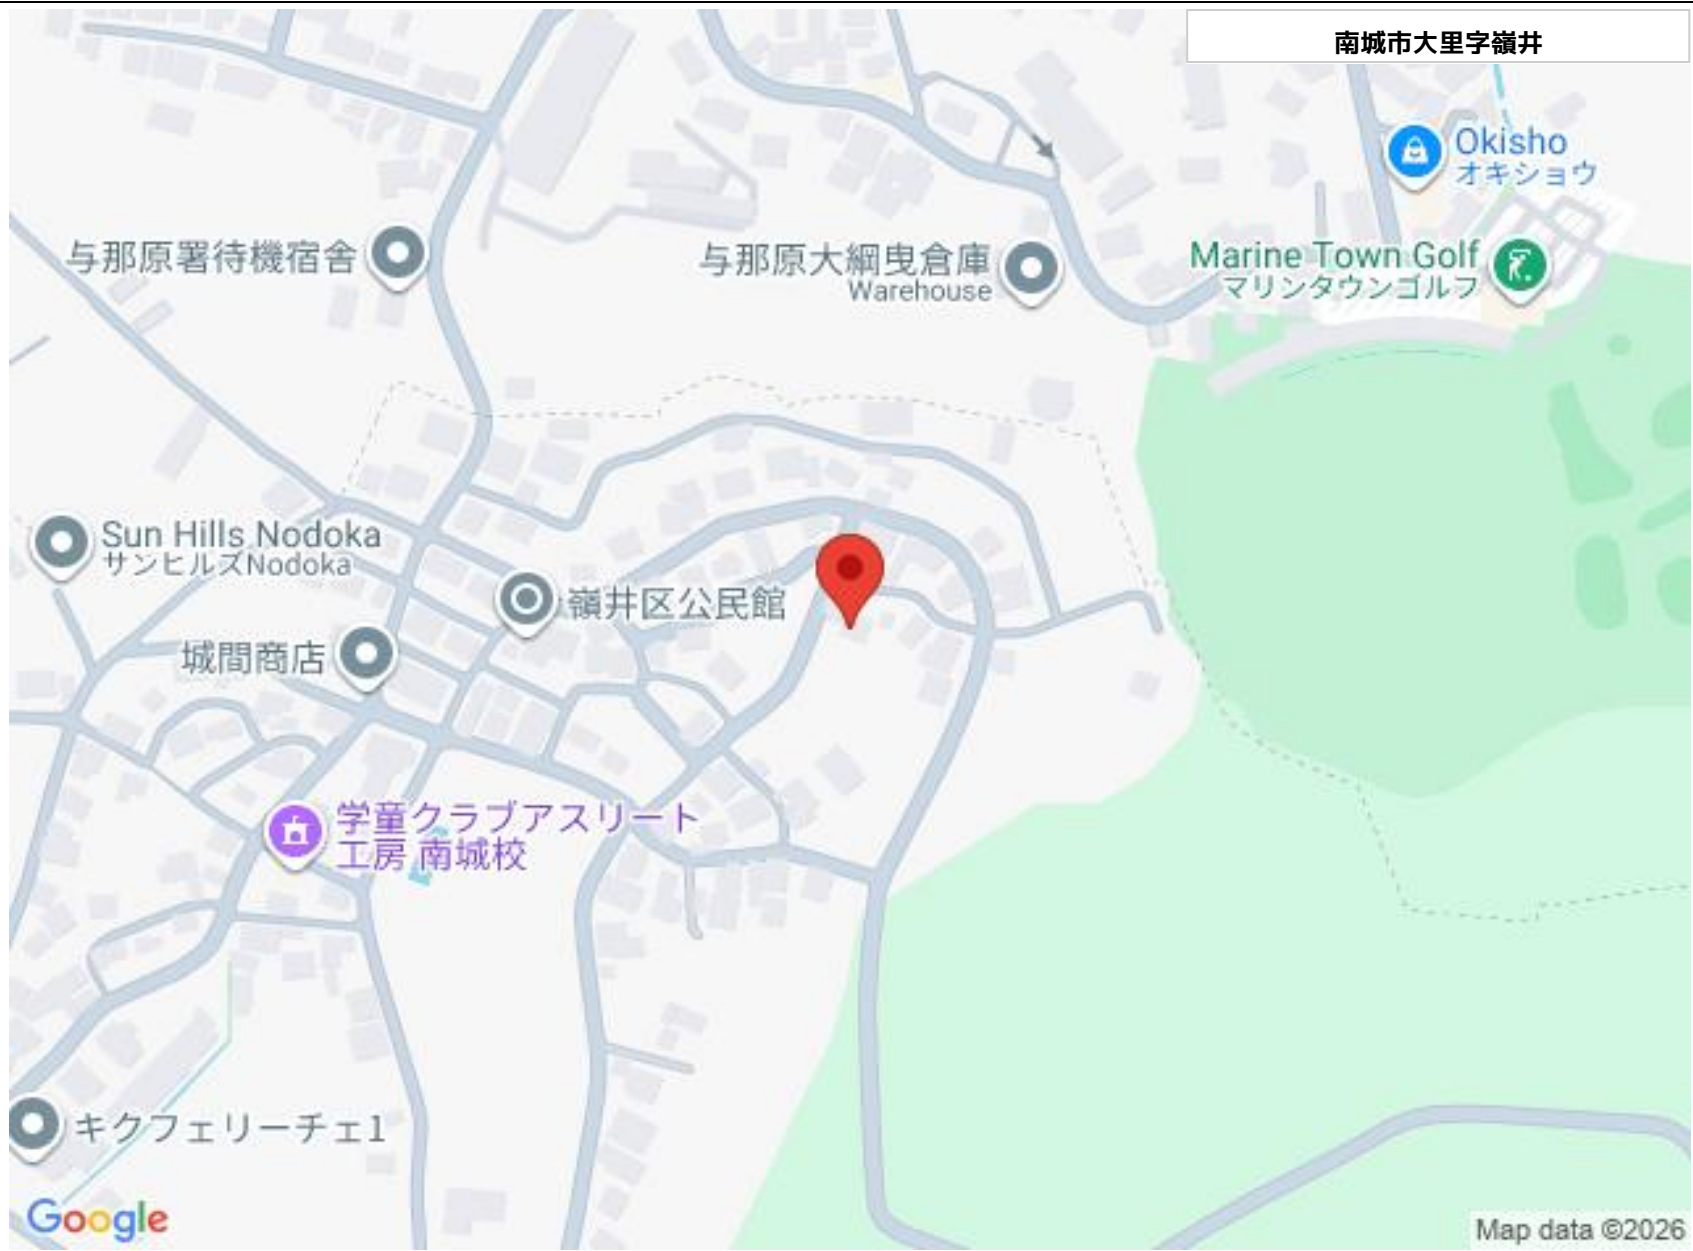 南城市大里字嶺井
Okisho
オキショウ
与那原署待機宿舎
与那原大綱曳倉庫
Warehouse
Marine Town Golf
マリンタウンゴルフ
Sun Hills Nodoka
サンヒルズNodoka
嶺井区公民館
城間商店
学童クラブアスリート
工房 南城校
キクフェリーチェ1
Google
Map data ©2026